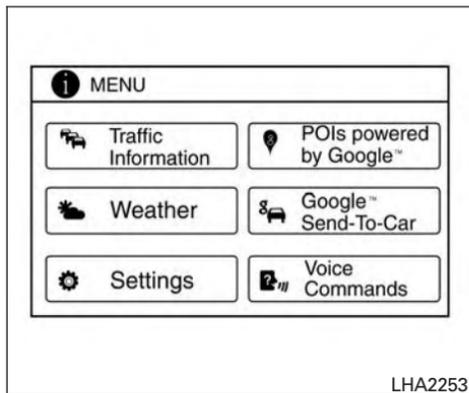 MENU
Traffic
Information
POIs powered
by Google™
Weather
Google™
Send-To-Car
Settings
Voice
Commands
LHA2253